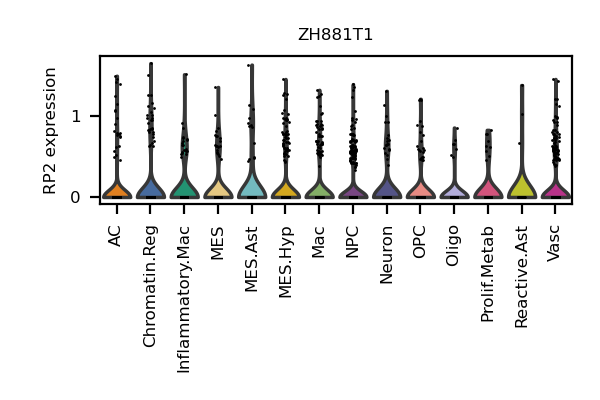 ZH881T1
RP2 expression
1
0
AC
Chromatin.Reg
Inflammatory.Mac
MES
MES.Ast
MES.Hyp
Mac
NPC
Neuron
OPC
Oligo
Prolif.Metab
Reactive.Ast
Vasc